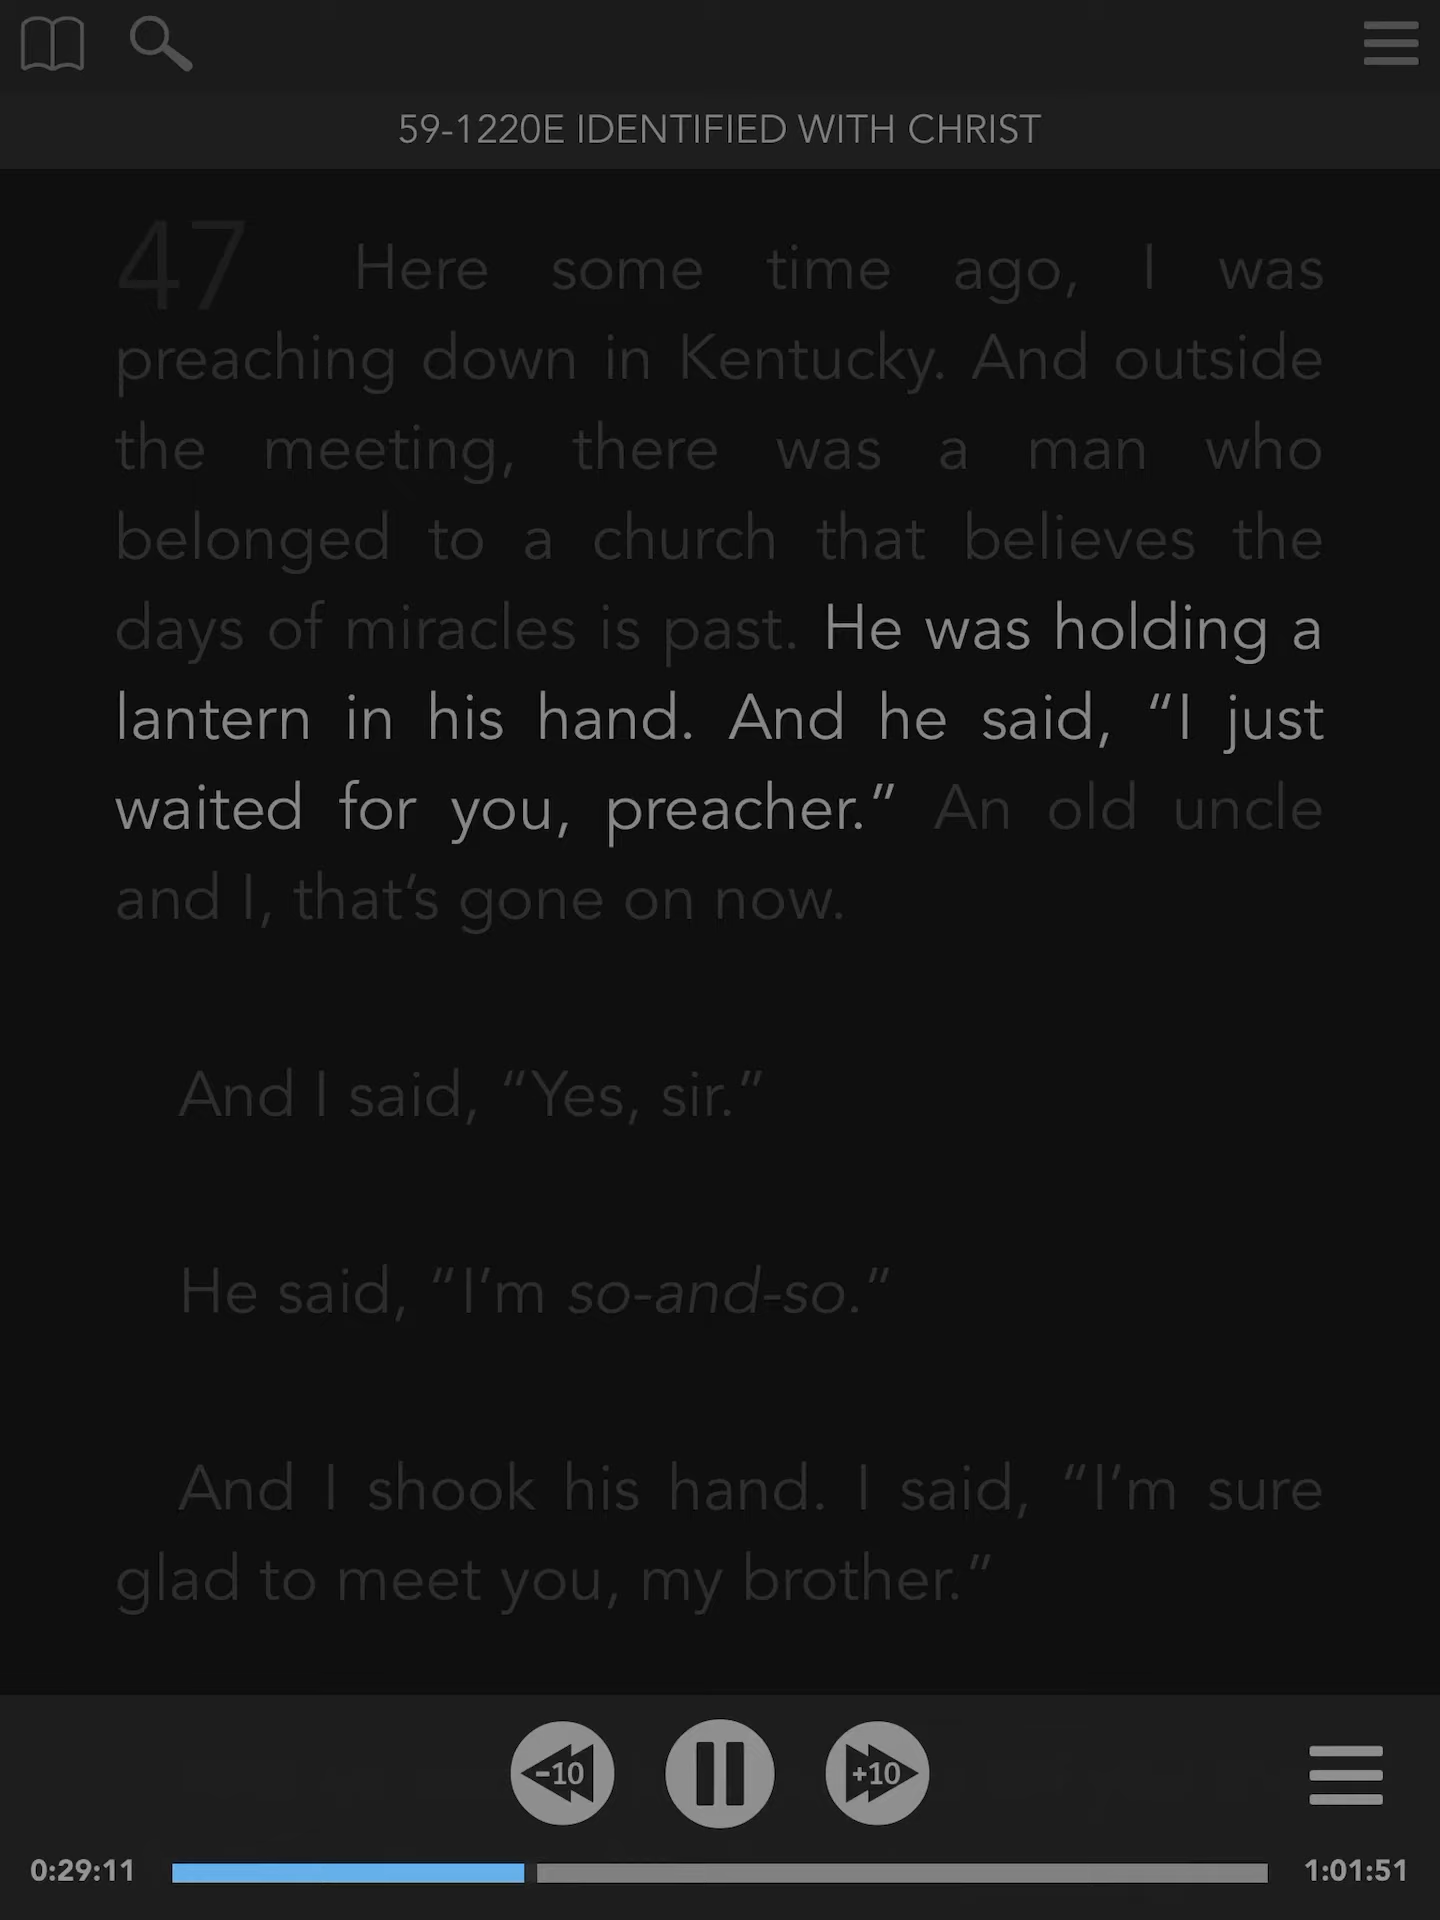 59-1220E IDENTIFIED WITH CHRIST
47 Here some time ago, I was
preaching down in Kentucky. And outside
the meeting, there was a man who
belonged to a church that believes the
days of miracles is past. He was holding a
lantern in his hand. And he said, “I just
waited for you, preacher.” An old uncle
and I, that’s gone on now.
And I said, “Yes, sir.”
He said, “I’m so-and-so.”
And I shook his hand. I said, “I’m sure
glad to meet you, my brother.”
-10 +10
0:29:11 1:01:51